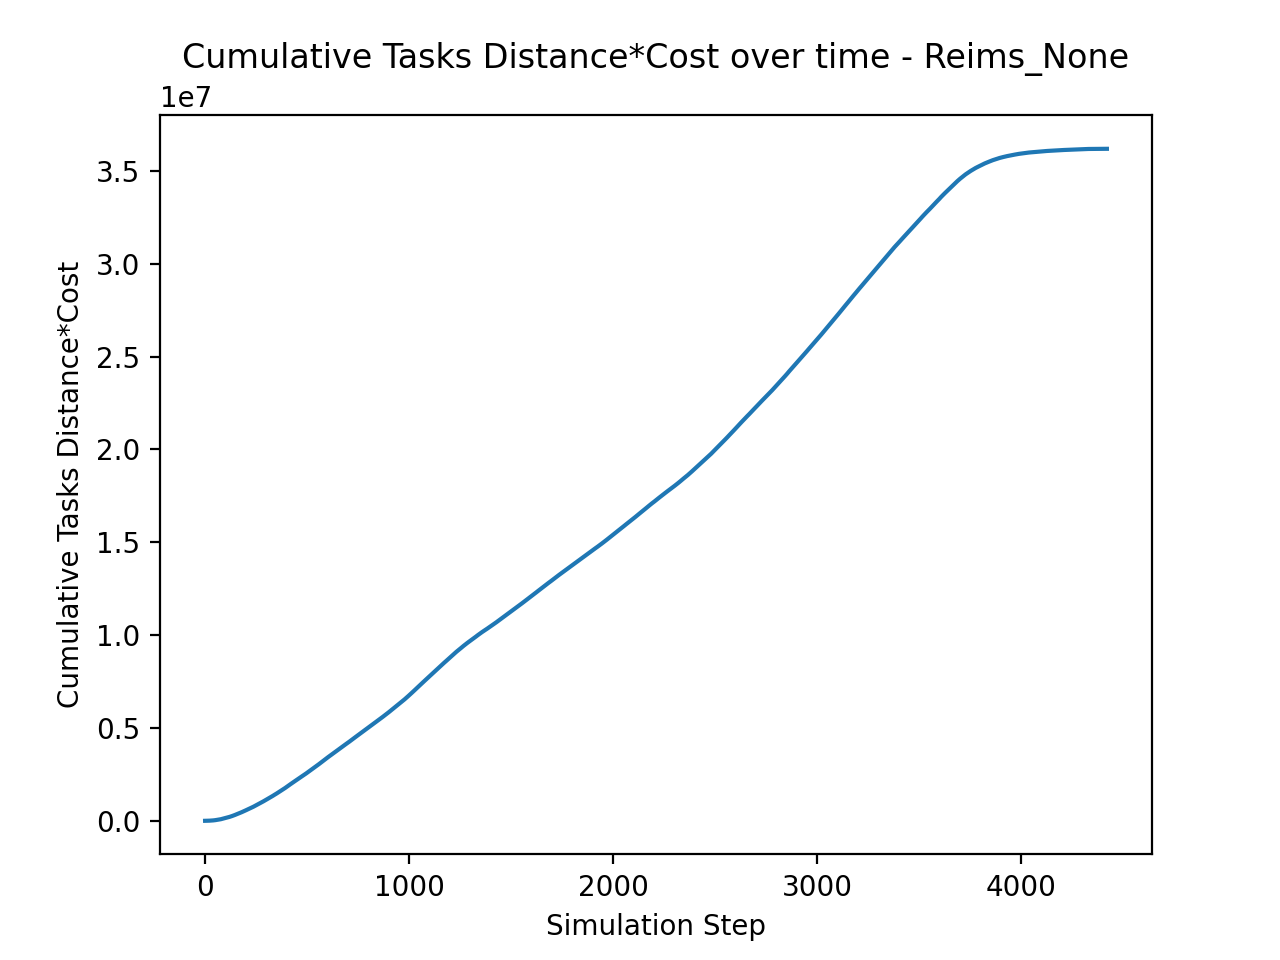 Cumulative Tasks Distance*Cost over time - Reims_None
1e7
3.5
3.0
2.5
2.0
1.5
1.0
0.5
0.0
Cumulative Tasks Distance*Cost
0 1000 2000 3000 4000
Simulation Step